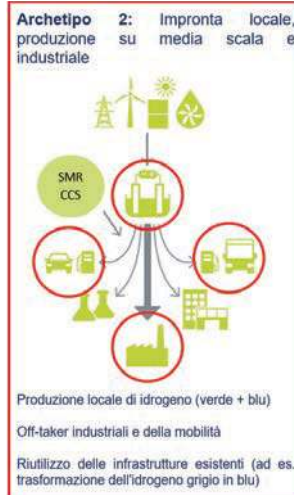 Archetipo 2: Impronta locale,
produzione su media scala e
industriale
SMR
CCS
Produzione locale di idrogeno (verde + blu)
Off-taker industriali e della mobilità
Riutilizzo delle infrastrutture esistenti (ad es.
trasformazione dell'idrogeno grigio in blu)